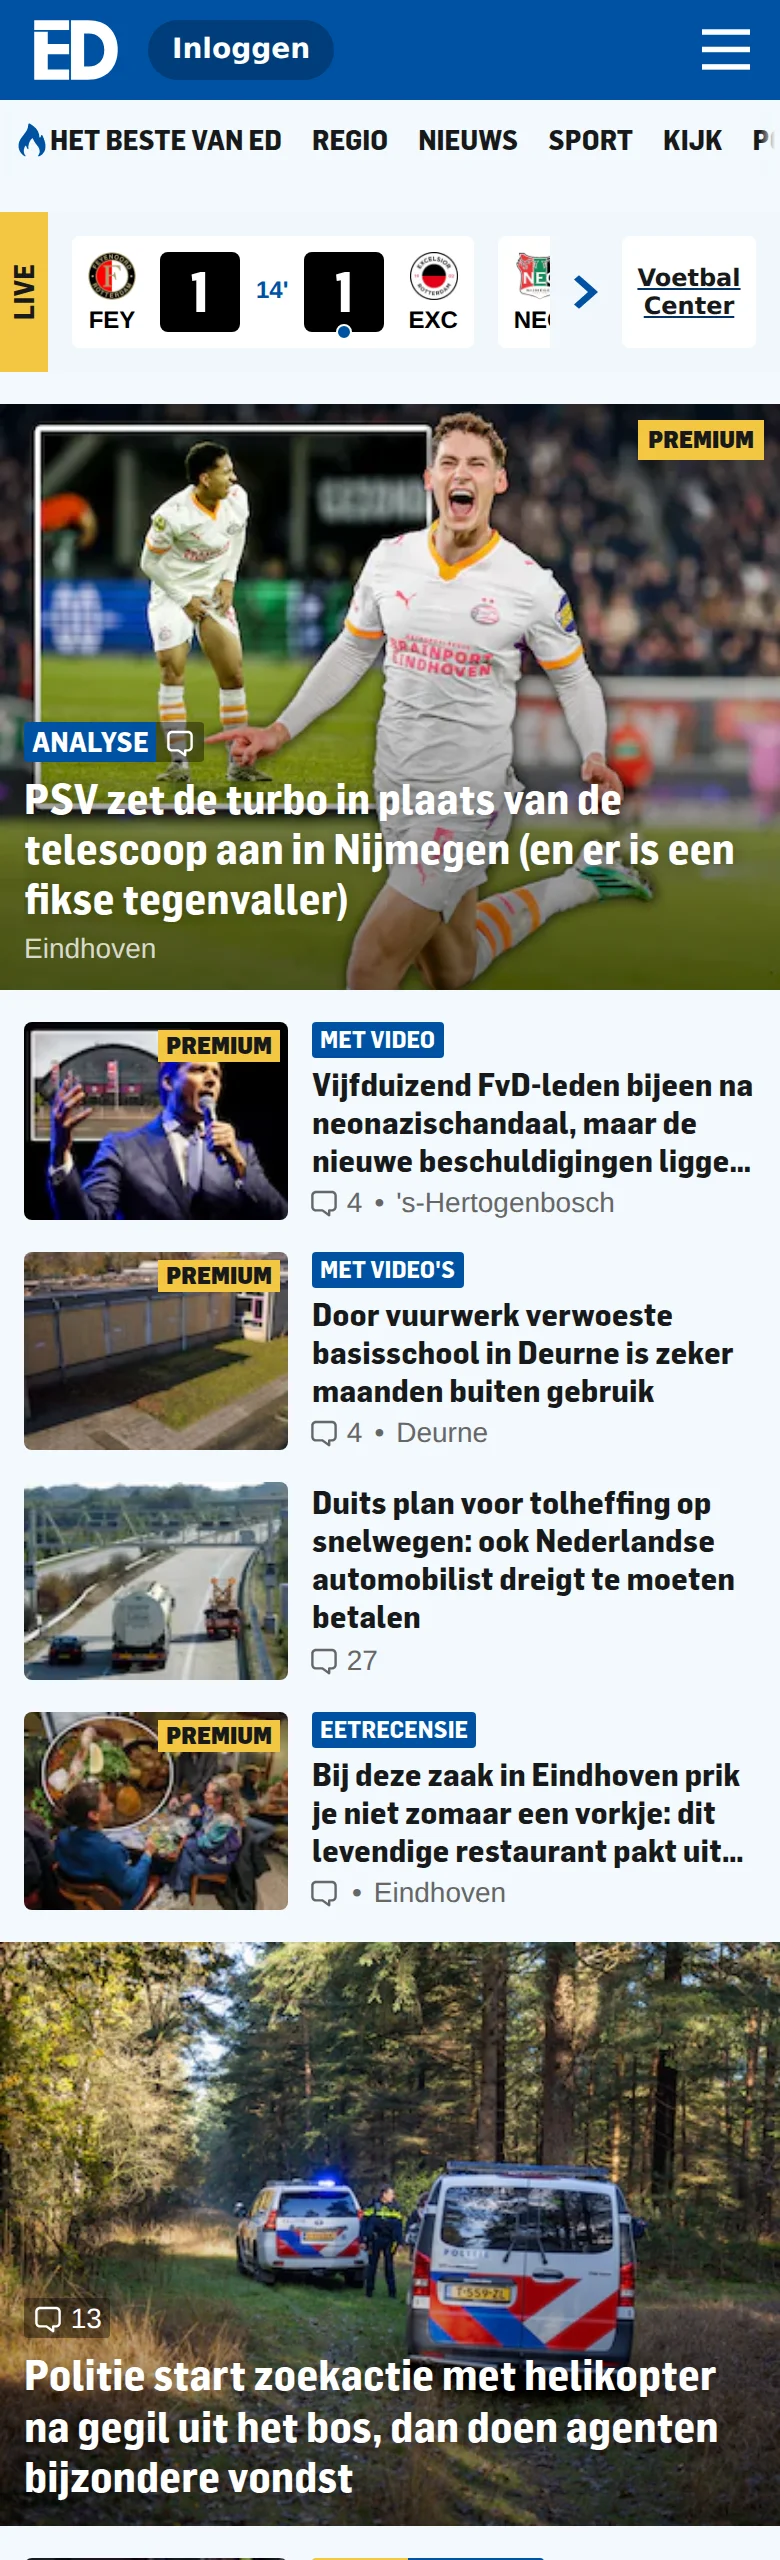 ED
Inloggen
HET BESTE VAN ED REGIO NIEUWS SPORT KIJK
LIVE
FEY 1 14' 1 EXC
NEC
Voetbal
Center
PREMIUM
BRAINPORT
EINDHOVEN
ANALYSE
PSV zet de turbo in plaats van de
telescoop aan in Nijmegen (en er is een
fikse tegenvaller)
Eindhoven
PREMIUM
MET VIDEO
Vijfduizend FvD-leden bijeen na
neonazischandaal, maar de
nieuwe beschuldigingen ligge...
4 • 's-Hertogenbosch
PREMIUM
MET VIDEO'S
Door vuurwerk verwoeste
basisschool in Deurne is zeker
maanden buiten gebruik
4 • Deurne
Duits plan voor tolheffing op
snelwegen: ook Nederlandse
automobilist dreigt te moeten
betalen
27
PREMIUM
EETRECENSIE
Bij deze zaak in Eindhoven prik
je niet zomaar een vorkje: dit
levendige restaurant pakt uit...
• Eindhoven
POLITIE
T-559-ZL
13
Politie start zoekactie met helikopter
na gegil uit het bos, dan doen agenten
bijzondere vondst